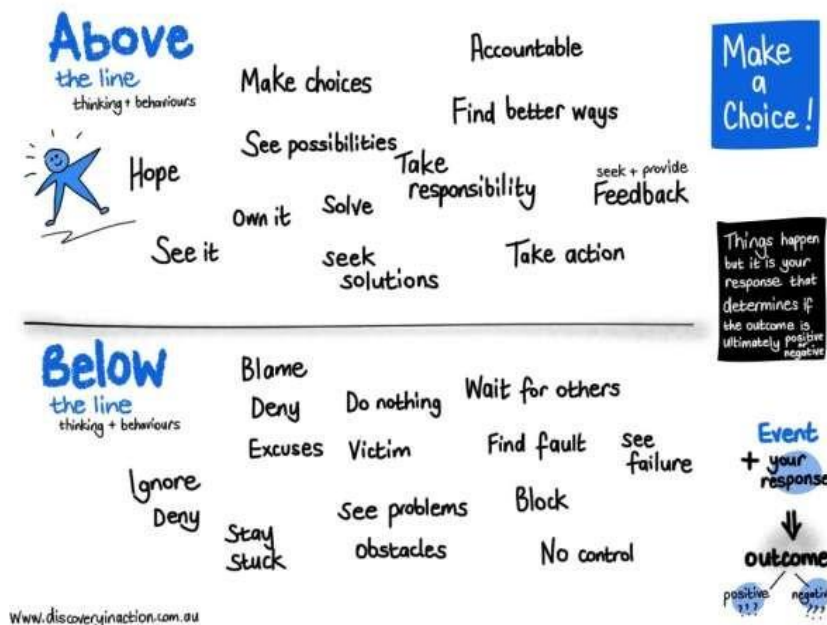 Above
the line
thinking + behaviours
Hope
See it
Make choices
See possibilities
Own it
Solve
seek
solutions
Accountable
Find better ways
Take
responsibility
seek + provide
Feedback
Take action
Make
a
Choice!
Things happen
but it is your
response that
determines if
the outcome is
ultimately positive
or
negative
Below
the line
thinking + behaviours
Blame
Deny
Do nothing
Wait for others
Excuses
Victim
Find fault
see
failure
Ignore
Deny
Stay
Stuck
see problems
obstacles
Block
No control
Event
+ your
response
outcome
positive
???
negative
???
www.discoveryinaction.com.au